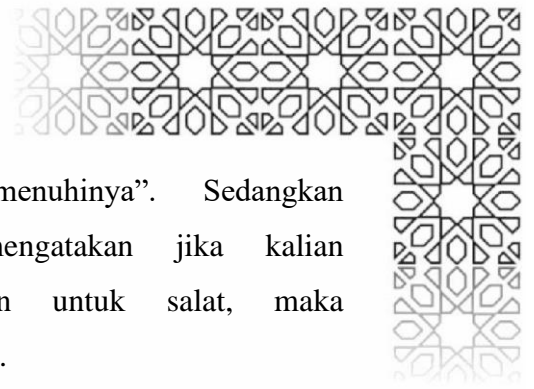 menuhinya”. Sedangkan
mengatakan jika kalian
untuk salat, maka
.